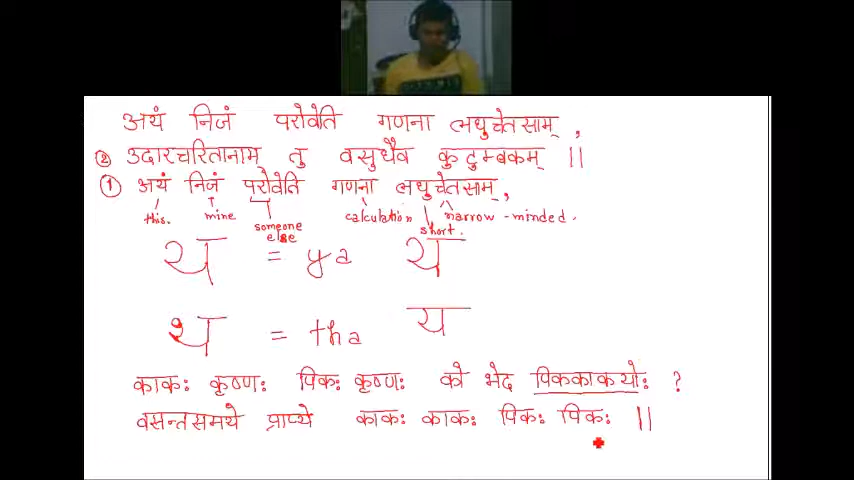 अयं निजं परोवेति गणना लघुचेतसाम्,
② उदारचरितानाम तु वसुधैव कुटुम्बकम् ||
① अयं निजं परोवेति गणना लघुचेतसाम्,
this. mine someone else calculation short. narrow-minded.
य = ya य
थ = tha य
काकः कृष्णः पिकः कृष्णः को भेद पिककाकयोः ?
वसन्तसमये प्राप्ये काकः काकः पिकः पिकः ||